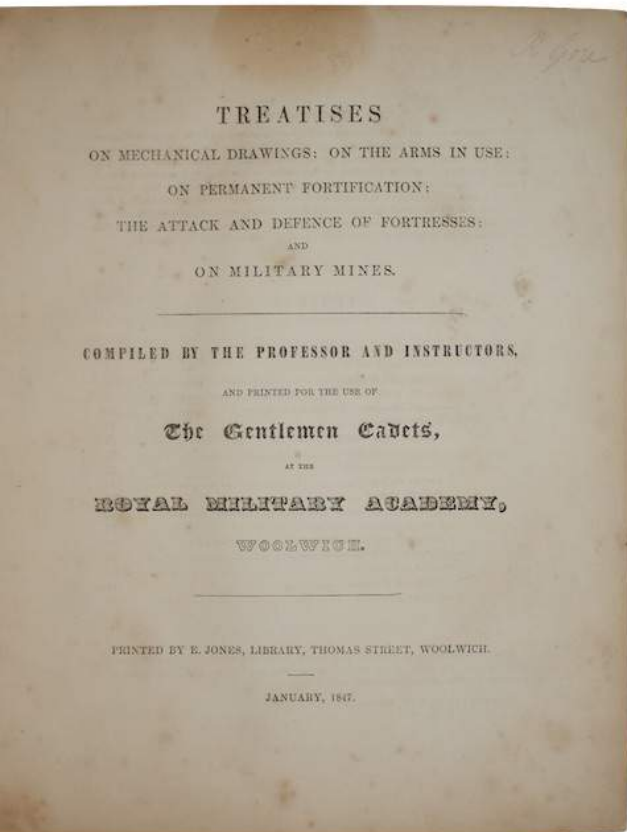 TREATISES
ON MECHANICAL DRAWINGS: ON THE ARMS IN USE:
ON PERMANENT FORTIFICATION:
THE ATTACK AND DEFENCE OF FORTRESSES:
AND
ON MILITARY MINES.
COMPILED BY THE PROFESSOR AND INSTRUCTORS,
AND PRINTED FOR THE USE OF
The Gentlemen Cadets,
AT THE
ROYAL MILITARY ACADEMY,
WOOLWICH.
PRINTED BY E. JONES, LIBRARY, THOMAS STREET, WOOLWICH.
JANUARY, 1847.